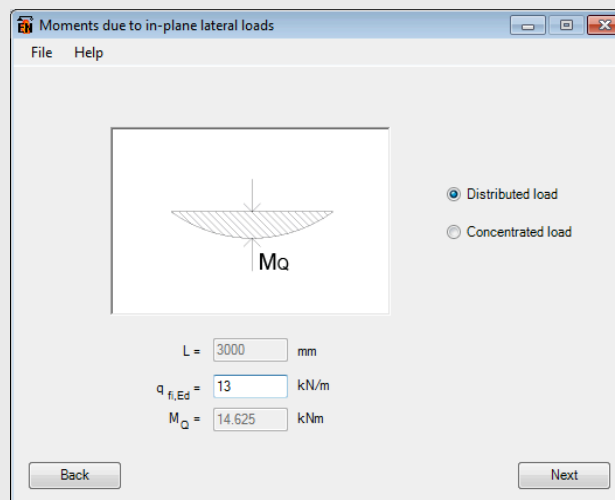 Moments due to in-plane lateral loads
File Help
MQ
Distributed load
Concentrated load
L = 3000 mm
q fi,Ed = 13 kN/m
M Q = 14.625 kNm
Back Next